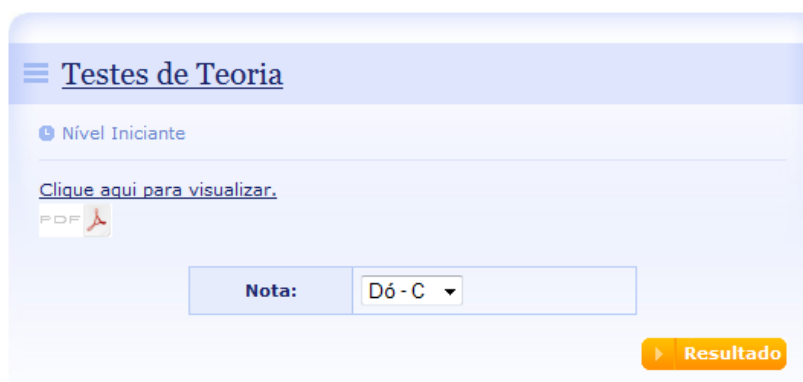 Testes de Teoria
Nível Iniciante
Clique aqui para visualizar.
PDF
Nota: Dó - C
Resultado